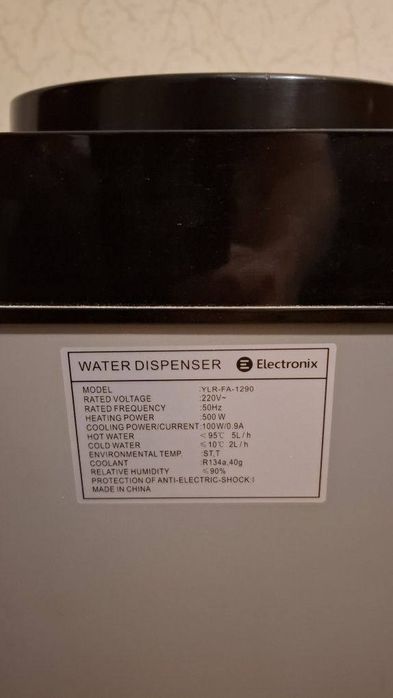 WATER DISPENSER Electronix
MODEL :YLR-FA-1290
RATED VOLTAGE :220V~
RATED FREQUENCY :50Hz
HEATING POWER :500W
COOLING POWER/CURRENT:100W/0.9A
HOT WATER <95℃ 5L/h
COLD WATER ≤10℃ 2L/h
ENVIRONMENTAL TEMP. :ST,T
COOLANT :R134a,40g
RELATIVE HUMIDITY ≤90%
PROTECTION OF ANTI-ELECTRIC-SHOCK:I
MADE IN CHINA